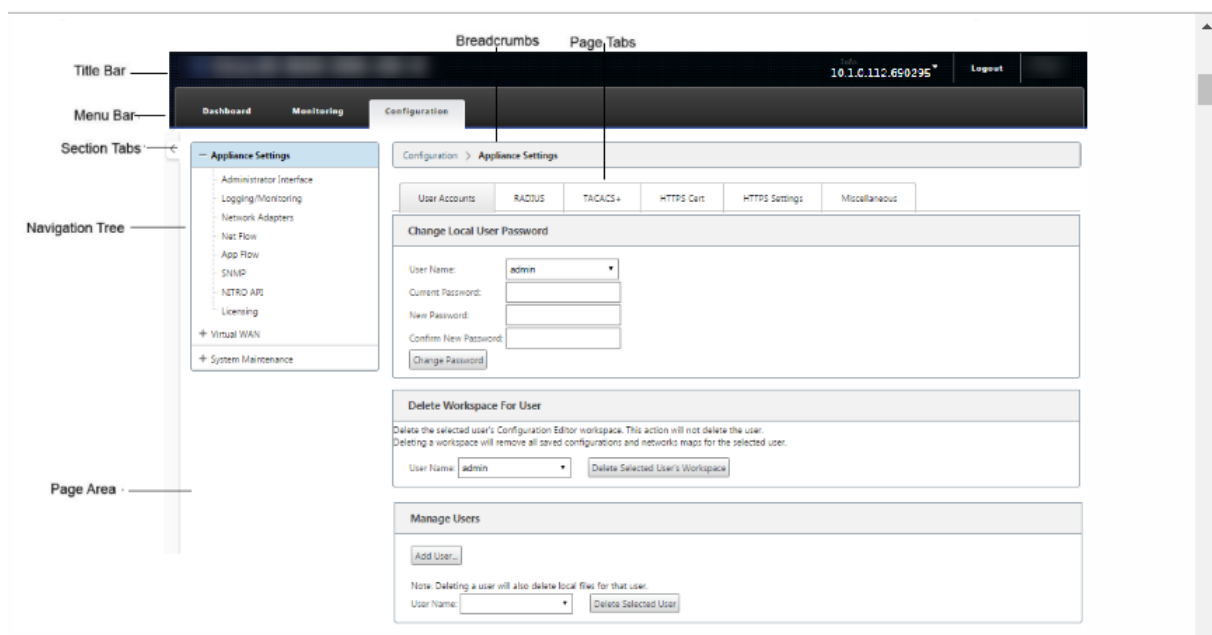 Breadcrumbs Page Tabs
Title Bar
Info
10.1.0.112.690295 Logout
Menu Bar
Dashboard Monitoring Configuration
Section Tabs
− Appliance Settings
Configuration > Appliance Settings
Administrator Interface
Logging/Monitoring
Network Adapters
Net Flow
App Flow
SNMP
NITRO API
Licensing
+ Virtual WAN
+ System Maintenance
Navigation Tree
User Accounts RADIUS TACACS+ HTTPS Cert HTTPS Settings Miscellaneous
Change Local User Password
User Name: admin
Current Password:
New Password:
Confirm New Password:
Change Password
Delete Workspace For User
Delete the selected user's Configuration Editor workspace. This action will not delete the user.
Deleting a workspace will remove all saved configurations and networks maps for the selected user.
User Name: admin Delete Selected User's Workspace
Page Area
Manage Users
Add User...
Note: Deleting a user will also delete local files for that user.
User Name: Delete Selected User